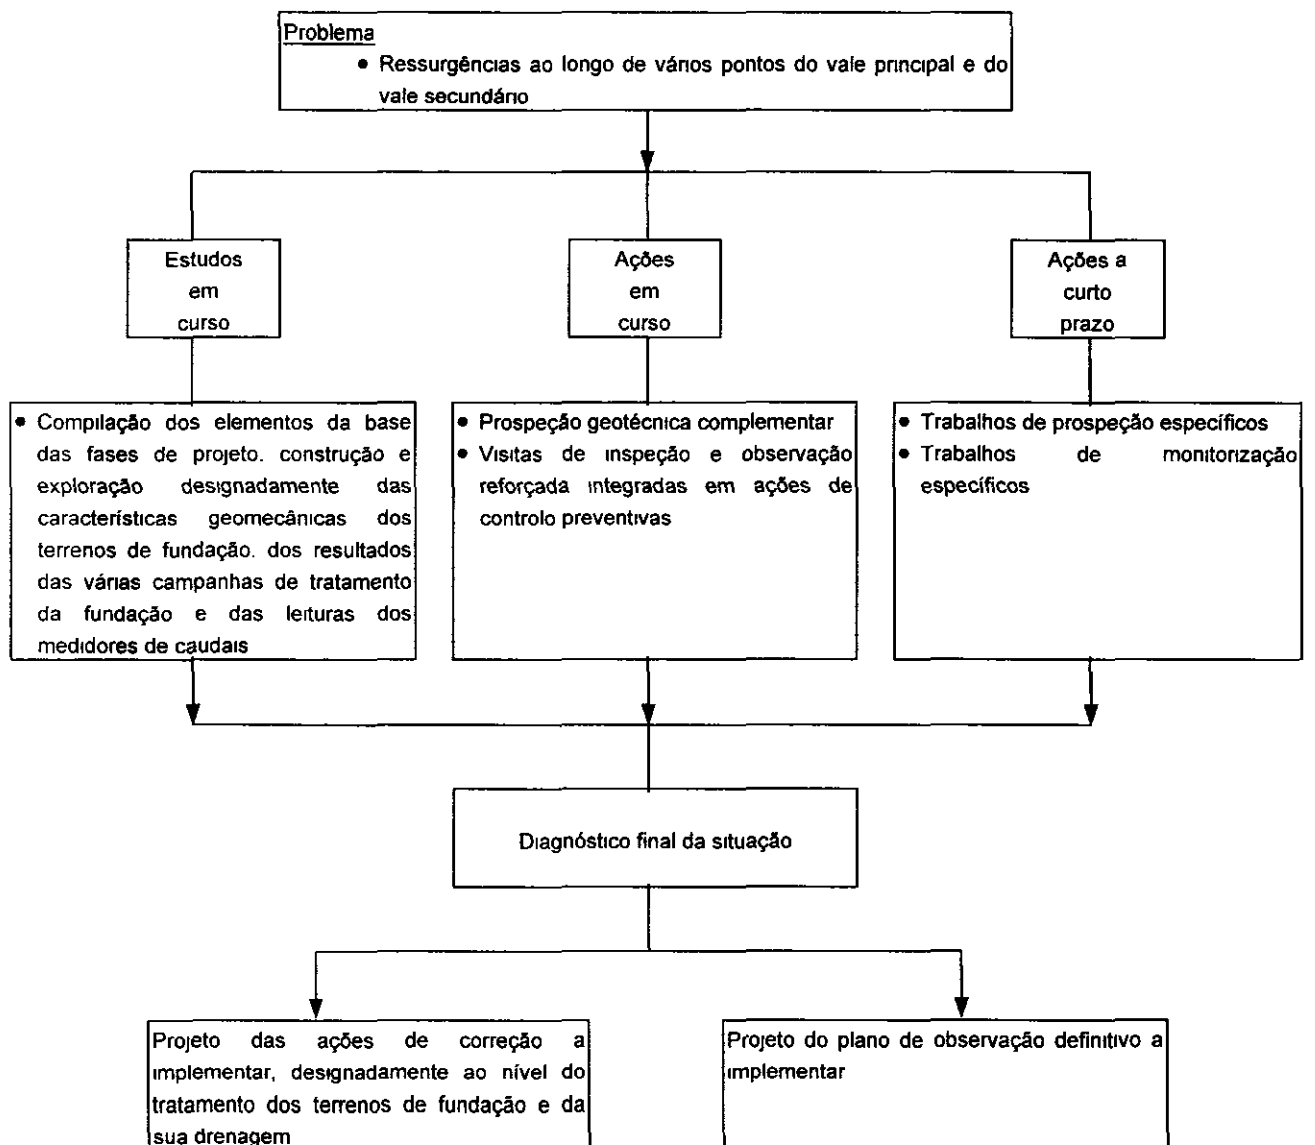 Problema
• Ressurgências ao longo de vários pontos do vale principal e do
vale secundário
Estudos
em
curso
Ações
em
curso
Ações a
curto
prazo
• Compilação dos elementos da base
das fases de projeto. construção e
exploração designadamente das
características geomecânicas dos
terrenos de fundação. dos resultados
das várias campanhas de tratamento
da fundação e das leituras dos
medidores de caudais
• Prospeção geotécnica complementar
• Visitas de inspeção e observação
reforçada integradas em ações de
controlo preventivas
• Trabalhos de prospeção específicos
• Trabalhos de monitorização
específicos
Diagnóstico final da situação
Projeto das ações de correção a
implementar, designadamente ao nível do
tratamento dos terrenos de fundação e da
sua drenagem
Projeto do plano de observação definitivo a
implementar